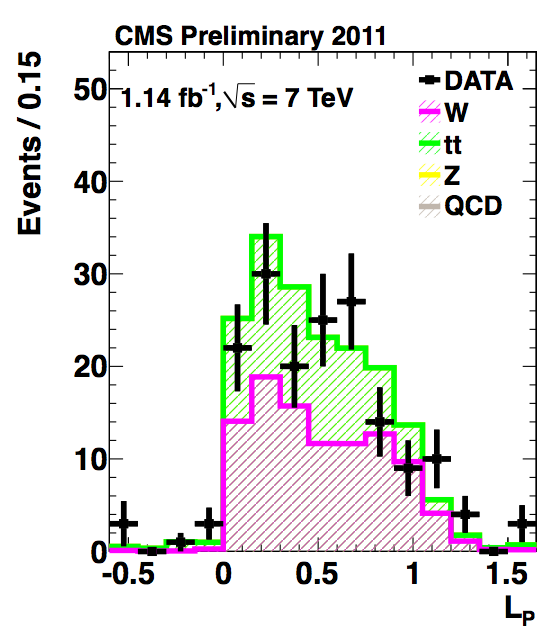 CMS Preliminary 2011
Events / 0.15
1.14 fb⁻¹,√s = 7 TeV
DATA
W
tt
Z
QCD
50
40
30
20
10
0
-0.5 0 0.5 1 1.5
L_P